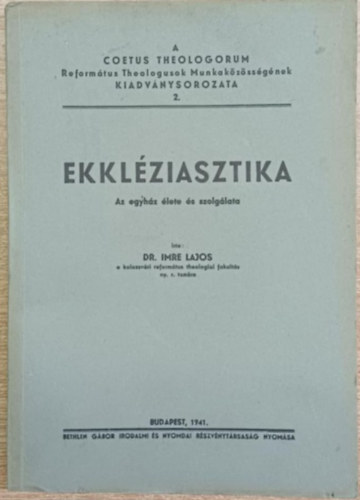 A
COETUS THEOLOGORUM
Református Theologusok Munkaközösségének
KIADVÁNYSOROZATA
2.
EKKLÉZIASZTIKA
Az egyház élete és szolgálata
irta:
DR. IMRE LAJOS
a kolozsvári református theologiai fakultás
ny. r. tanára
BUDAPEST, 1941.
BETHLEN GÁBOR IRODALMI ÉS NYOMDAI RÉSZVÉNYTÁRSASÁG NYOMÁSA